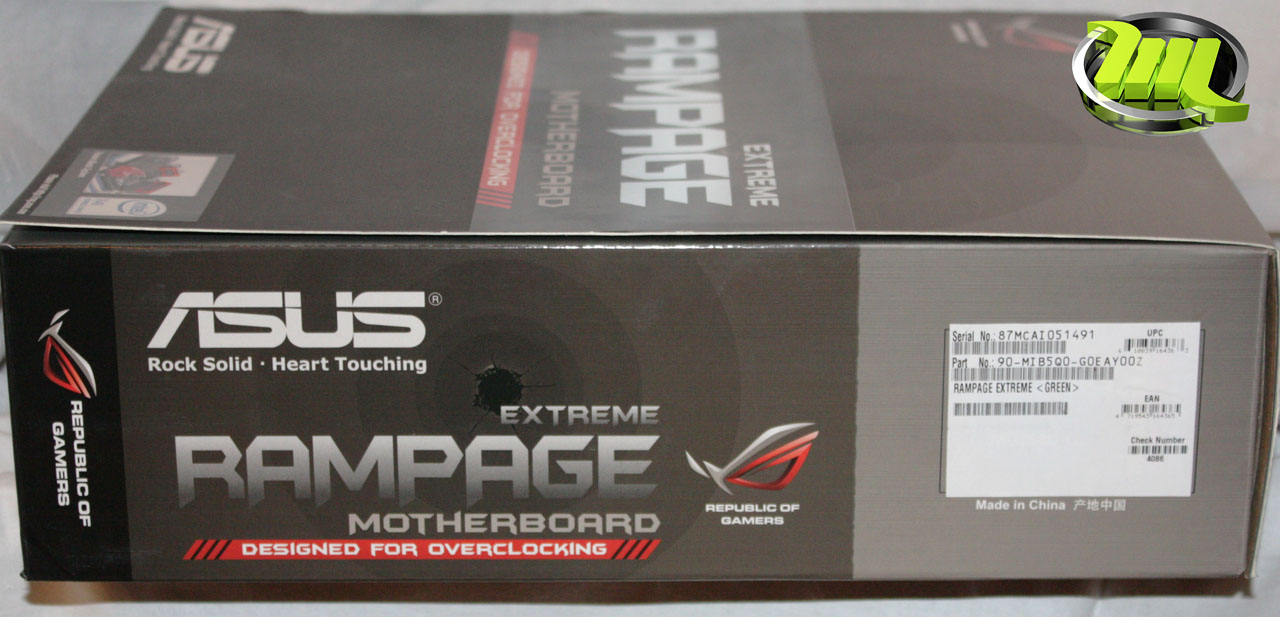 ASUS
EXTREME
RAMPAGE
MOTHERBOARD
DESIGNED FOR OVERCLOCKING
REPUBLIC OF
GAMERS
ASUS®
Rock Solid · Heart Touching
EXTREME
RAMPAGE
MOTHERBOARD
DESIGNED FOR OVERCLOCKING
REPUBLIC OF
GAMERS
Serial No.: 87MCAI051491
UPC
Part No.: 90-MIB5Q0-G0EAY00Z
RAMPAGE EXTREME <GREEN>
EAN
Check Number
4086
Made in China 产地中国